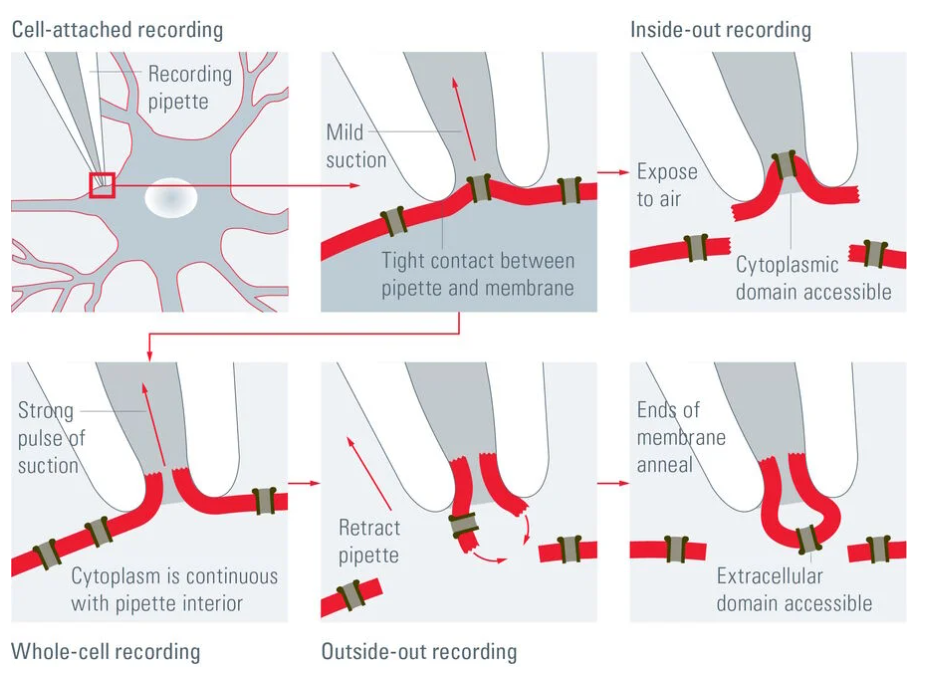 Cell-attached recording
Inside-out recording
Recording
pipette
Mild
suction
Tight contact between
pipette and membrane
Expose
to air
Cytoplasmic
domain accessible
Strong
pulse of
suction
Cytoplasm is continuous
with pipette interior
Retract
pipette
Ends of
membrane
anneal
Extracellular
domain accessible
Whole-cell recording
Outside-out recording